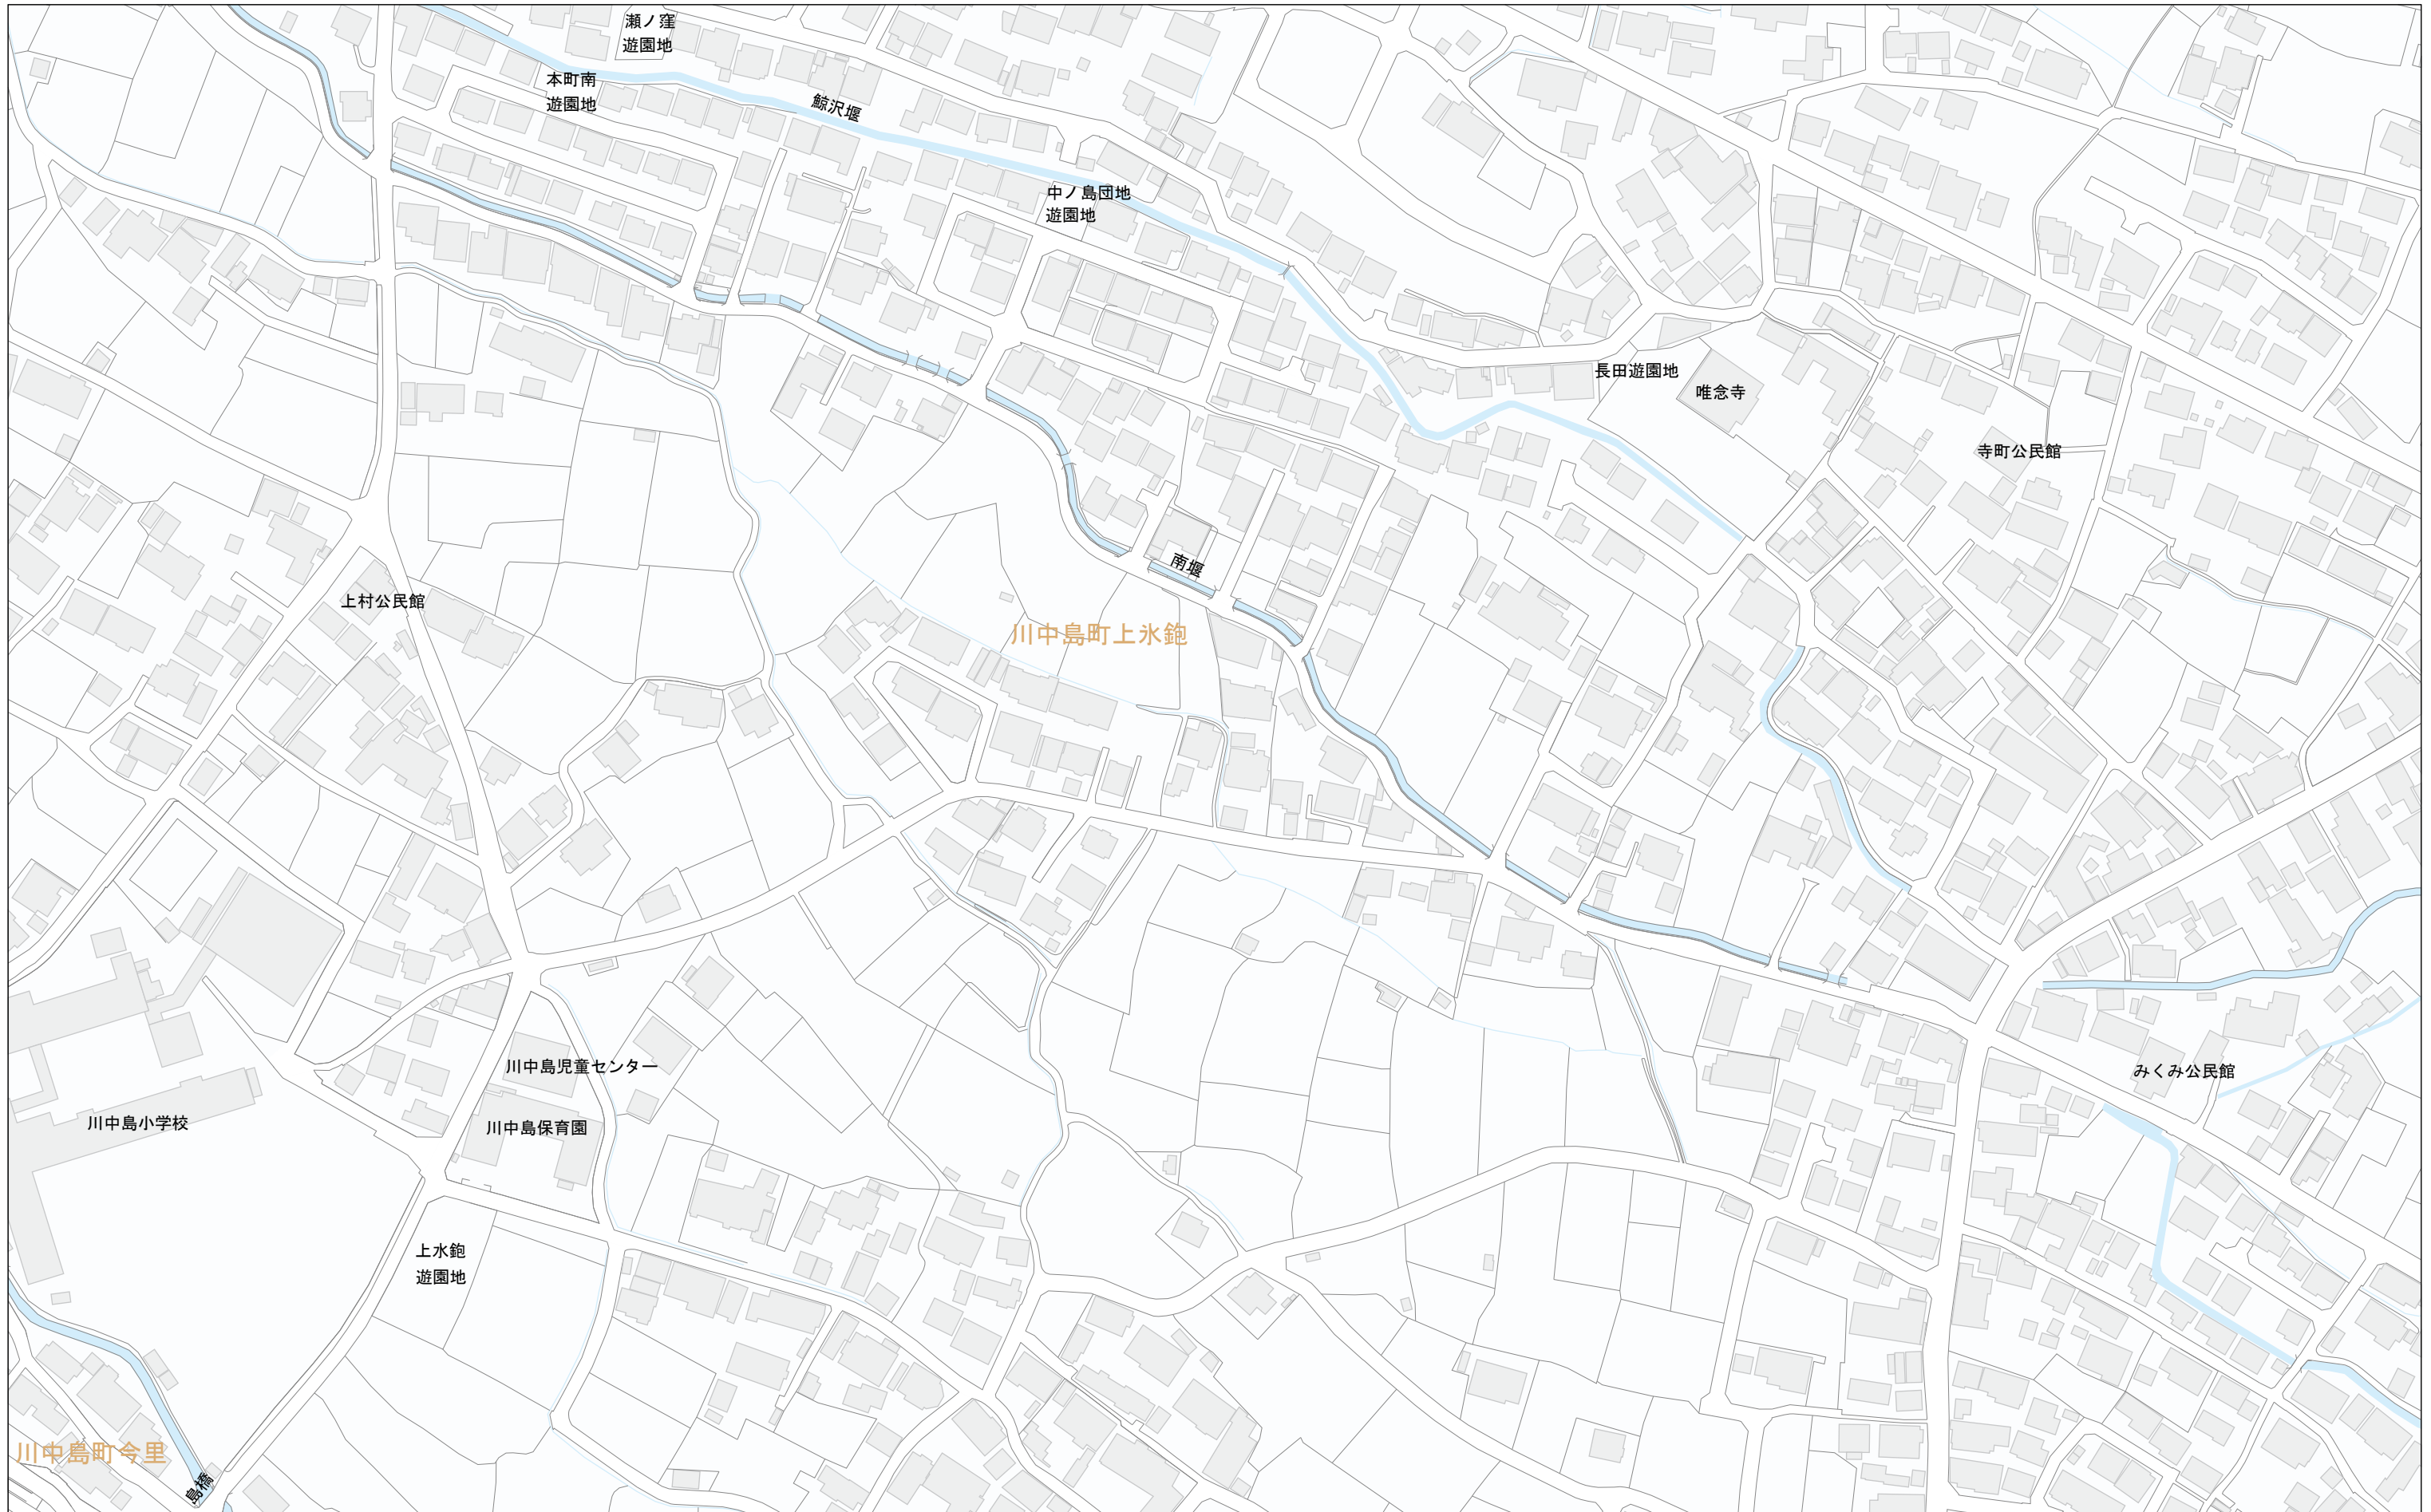 瀬ノ窪
遊園地
本町南
遊園地
鯨沢堰
中ノ島団地
遊園地
長田遊園地
唯念寺
寺町公民館
南堰
上村公民館
川中島町上氷鉋
川中島児童センター
みくみ公民館
川中島小学校
川中島保育園
上水鉋
遊園地
川中島町今里
島橋